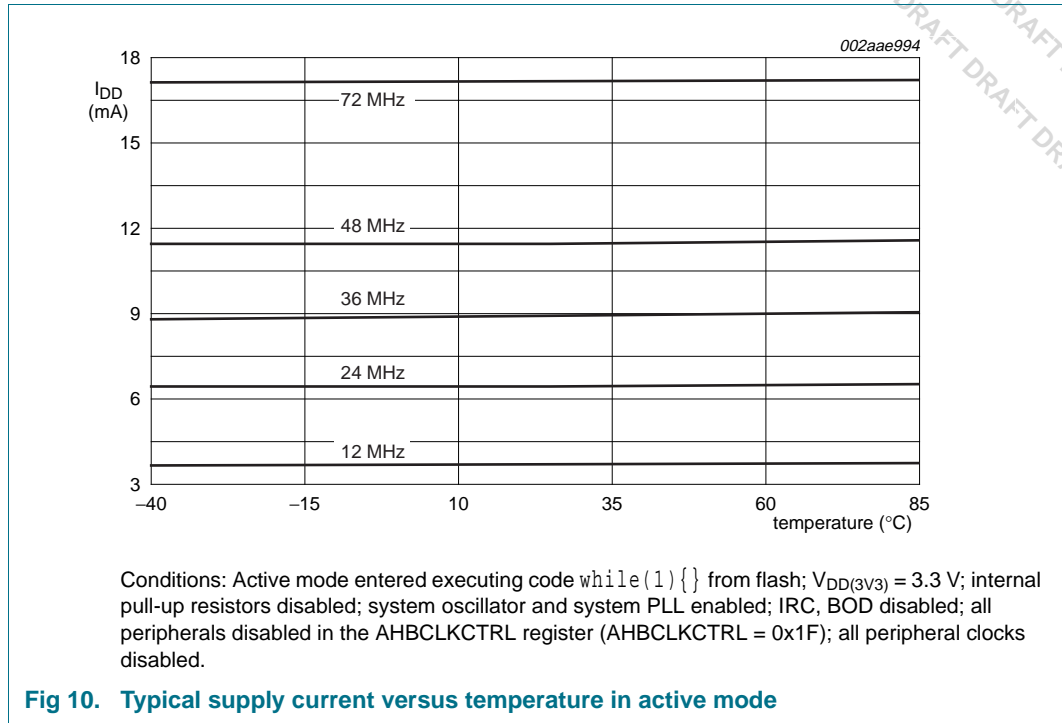 DRAFT DRAFT DRAFT
DRAFT
002aae994
18
15
12
9
6
3
IDD
(mA)
72 MHz
48 MHz
36 MHz
24 MHz
12 MHz
−40
−15
10
35
60
85
temperature (°C)
Conditions: Active mode entered executing code while(1){} from flash; VDD(3V3) = 3.3 V; internal
pull-up resistors disabled; system oscillator and system PLL enabled; IRC, BOD disabled; all
peripherals disabled in the AHBCLKCTRL register (AHBCLKCTRL = 0x1F); all peripheral clocks
disabled.
Fig 10. Typical supply current versus temperature in active mode